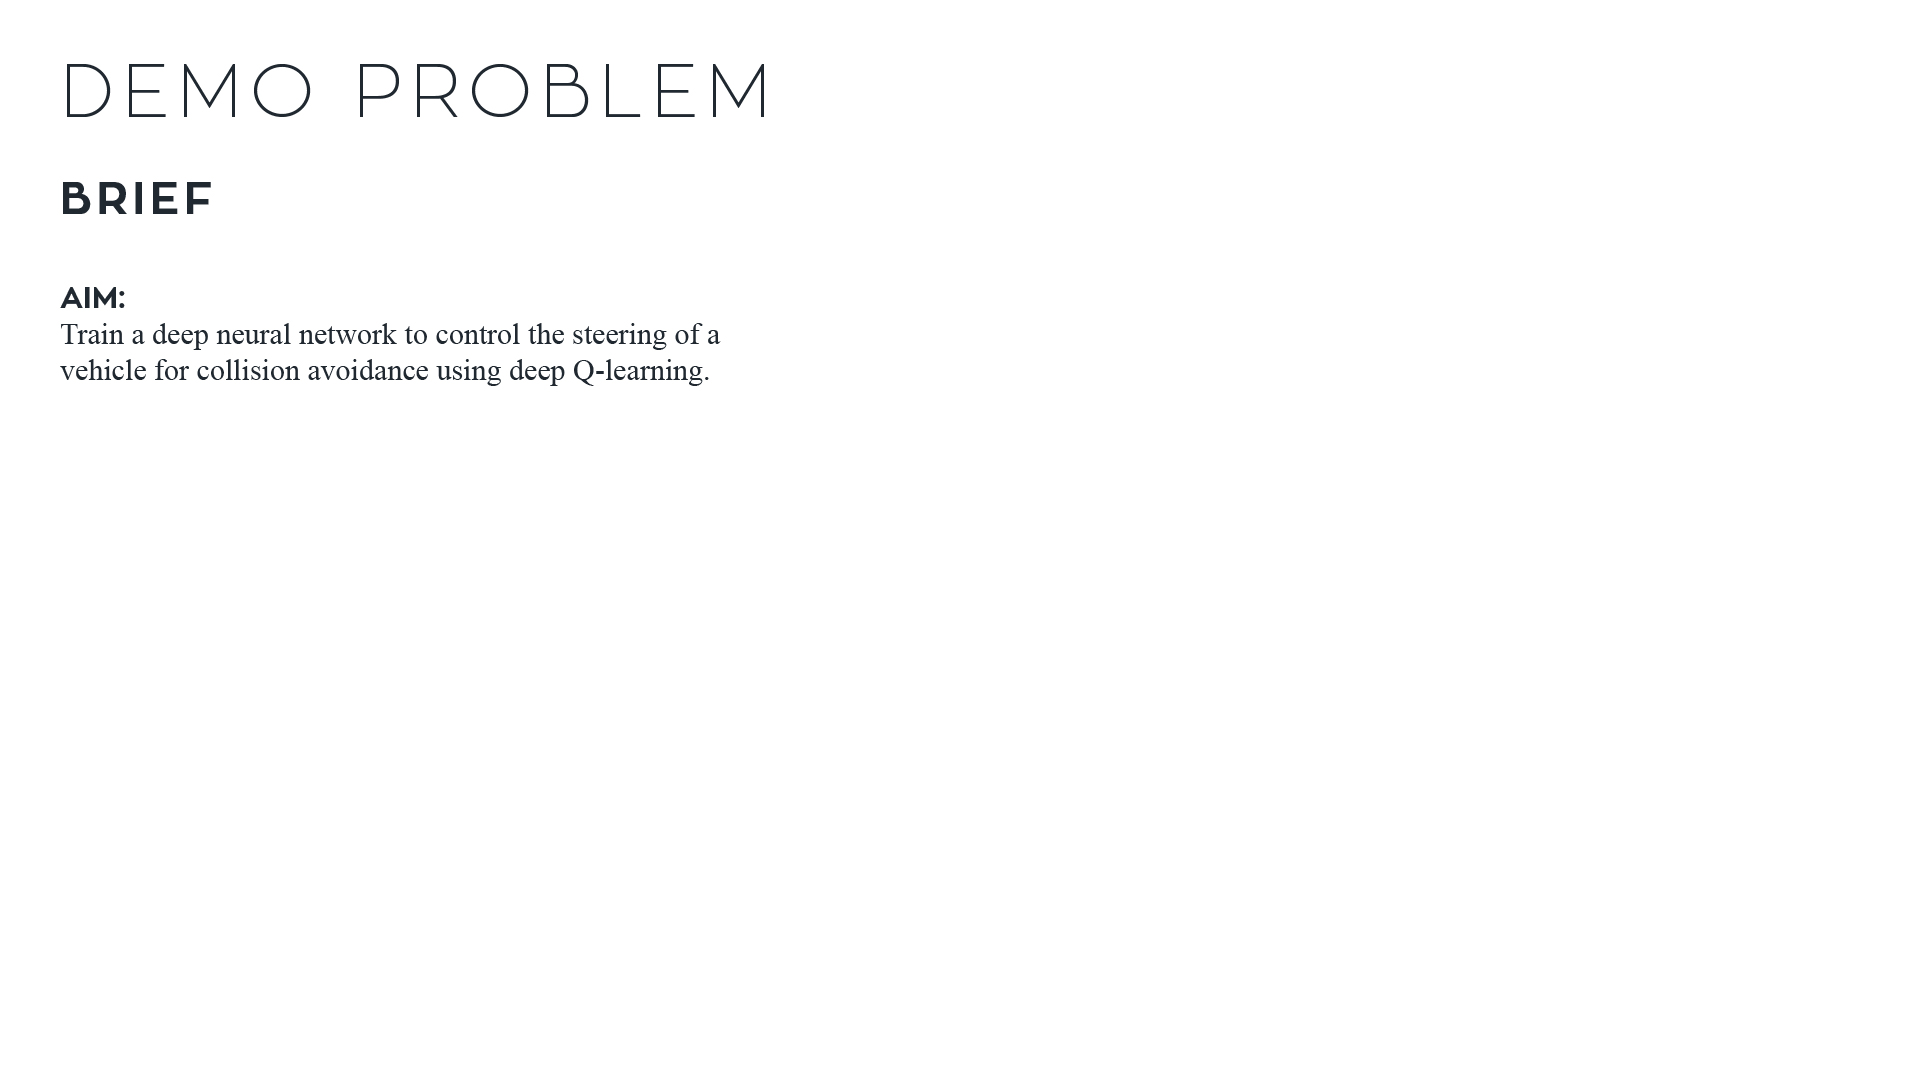 DEMO PROBLEM
BRIEF
AIM:
Train a deep neural network to control the steering of a
vehicle for collision avoidance using deep Q-learning.